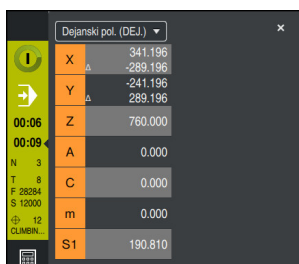 Dejanski pol. (DEJ.) ▼ ×
X 341.196
Δ -289.196
Y -241.196
Δ 289.196
Z 760.000
A 0.000
C 0.000
m 0.000
S1 190.810
00:06
00:09
N 3
T 8
F 28284
S 12000
12
CLIMBIN...